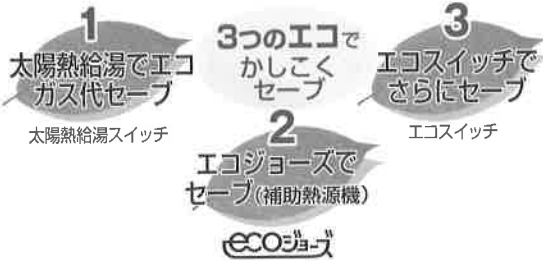 1
太陽熱給湯でエコ
ガス代セーブ
太陽熱給湯スイッチ
3つのエコで
かしこく
セーブ
3
エコスイッチで
さらにセーブ
エコスイッチ
2
エコジョーズで
セーブ(補助熱源機)
ecoジョーズ